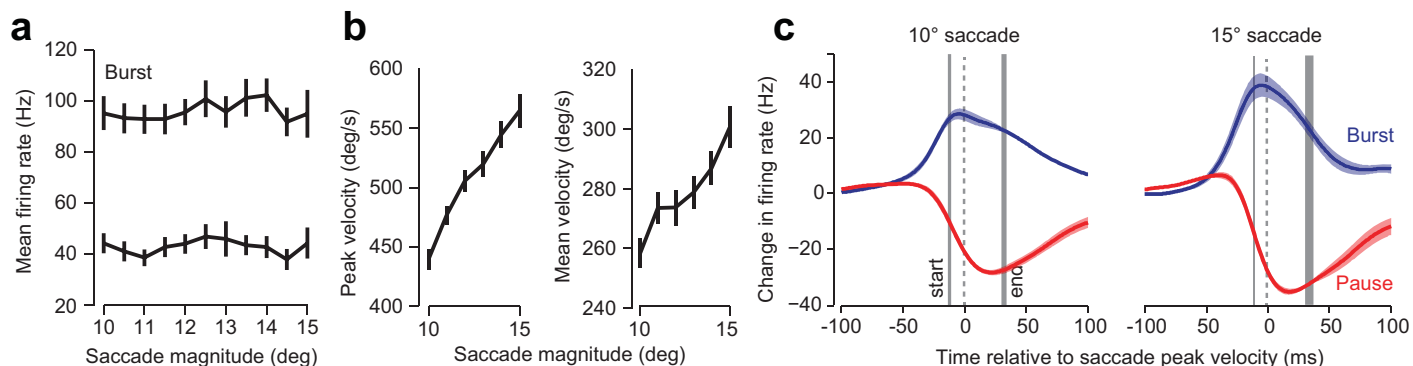 a
Mean firing rate (Hz)
120
100
80
60
40
20
Burst
10 11 12 13 14 15
Saccade magnitude (deg)
b
Peak velocity (deg/s)
600
550
500
450
400
10 15
Mean velocity (deg/s)
320
300
280
260
240
10 15
Saccade magnitude (deg)
c
Change in firing rate (Hz)
40
20
0
−20
−40
10° saccade
start
end
-100 -50 0 50 100
15° saccade
Burst
Pause
-100 50 0 50 100
Time relative to saccade peak velocity (ms)